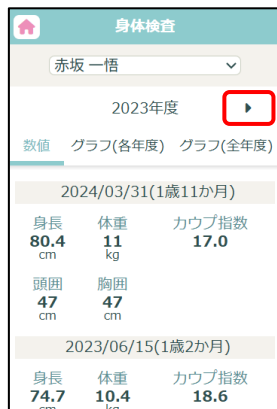 身体検査
赤坂 一悟
2023年度
数値 グラフ(各年度) グラフ(全年度)
2024/03/31(1歳11か月)
身長 体重 カウプ指数
80.4 11 17.0
cm kg
頭囲 胸囲
47 47
cm cm
2023/06/15(1歳2か月)
身長 体重 カウプ指数
74.7 10.4 18.6
cm kg